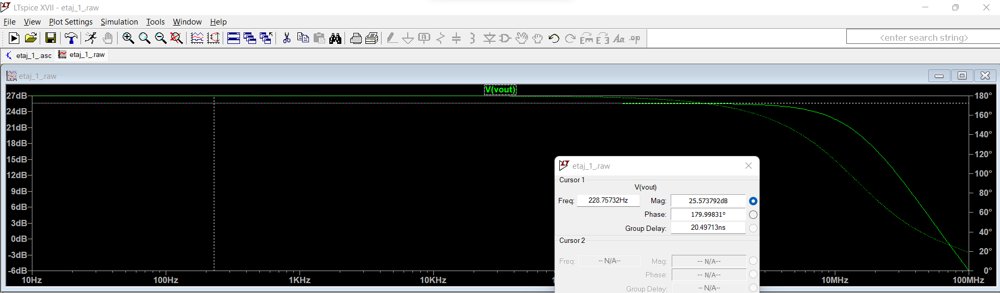 LTspice XVII - etaj_1_.raw
File View Plot Settings Simulation Tools Window Help
<enter search string>
etaj_1_.asc etaj_1_.raw
etaj_1_.raw
V(vout)
27dB 180°
24dB 160°
21dB 140°
18dB 120°
15dB 100°
12dB 80°
9dB 60°
6dB 40°
3dB 20°
0dB 0°
-3dB
-6dB
10Hz 100Hz 1KHz 10KHz 10MHz 100MHz
etaj_1_.raw
Cursor 1
V(vout)
Freq: 228.75732Hz Mag: 25.573792dB
Phase: 179.99831°
Group Delay: 20.49713ns
Cursor 2
Freq: -- N/A-- Mag: -- N/A--
Phase: -- N/A--
Group Delay: -- N/A--